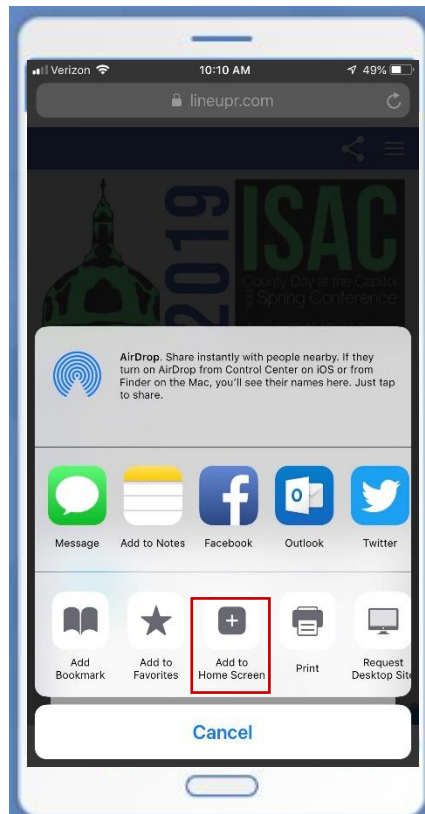 Verizon 10:10 AM 49%
lineupr.com
2019
ISAC
County Day at the Capitol
& Spring Conference
AirDrop. Share instantly with people nearby. If they
turn on AirDrop from Control Center on iOS or from
Finder on the Mac, you'll see their names here. Just tap
to share.
Message Add to Notes Facebook Outlook Twitter
Add
Bookmark
Add to
Favorites
Add to
Home Screen
Print
Request
Desktop Site
Cancel